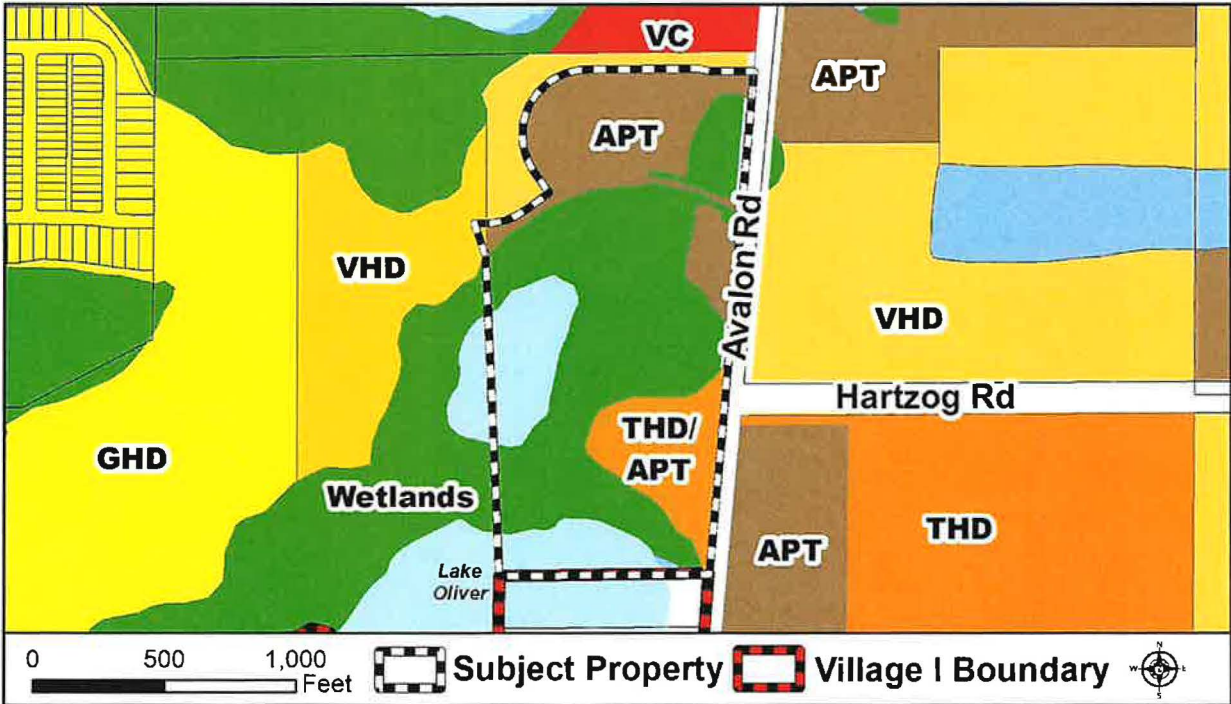 VC
APT
APT
VHD
Avalon Rd
VHD
Hartzog Rd
THD/
APT
GHD
Wetlands
THD
APT
Lake
Oliver
0 500 1,000
Feet
Subject Property
Village I Boundary
N
W E
S